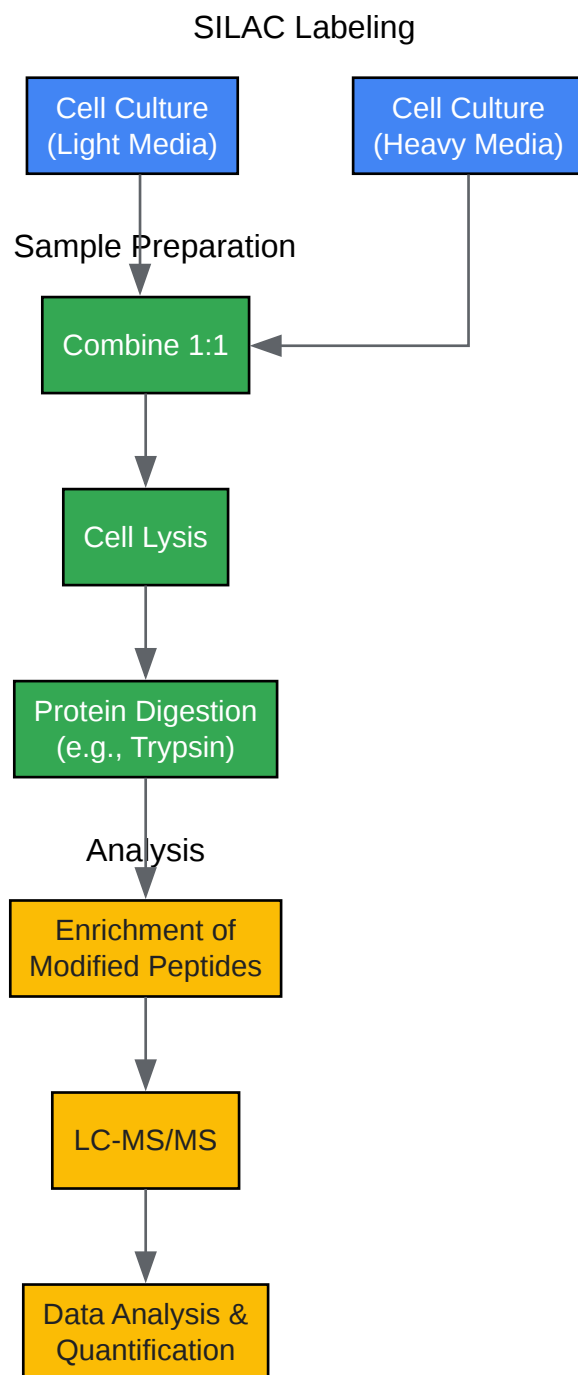 SILAC Labeling
Cell Culture
(Light Media)
Cell Culture
(Heavy Media)
Sample Preparation
Combine 1:1
Cell Lysis
Protein Digestion
(e.g., Trypsin)
Analysis
Enrichment of
Modified Peptides
LC-MS/MS
Data Analysis &
Quantification